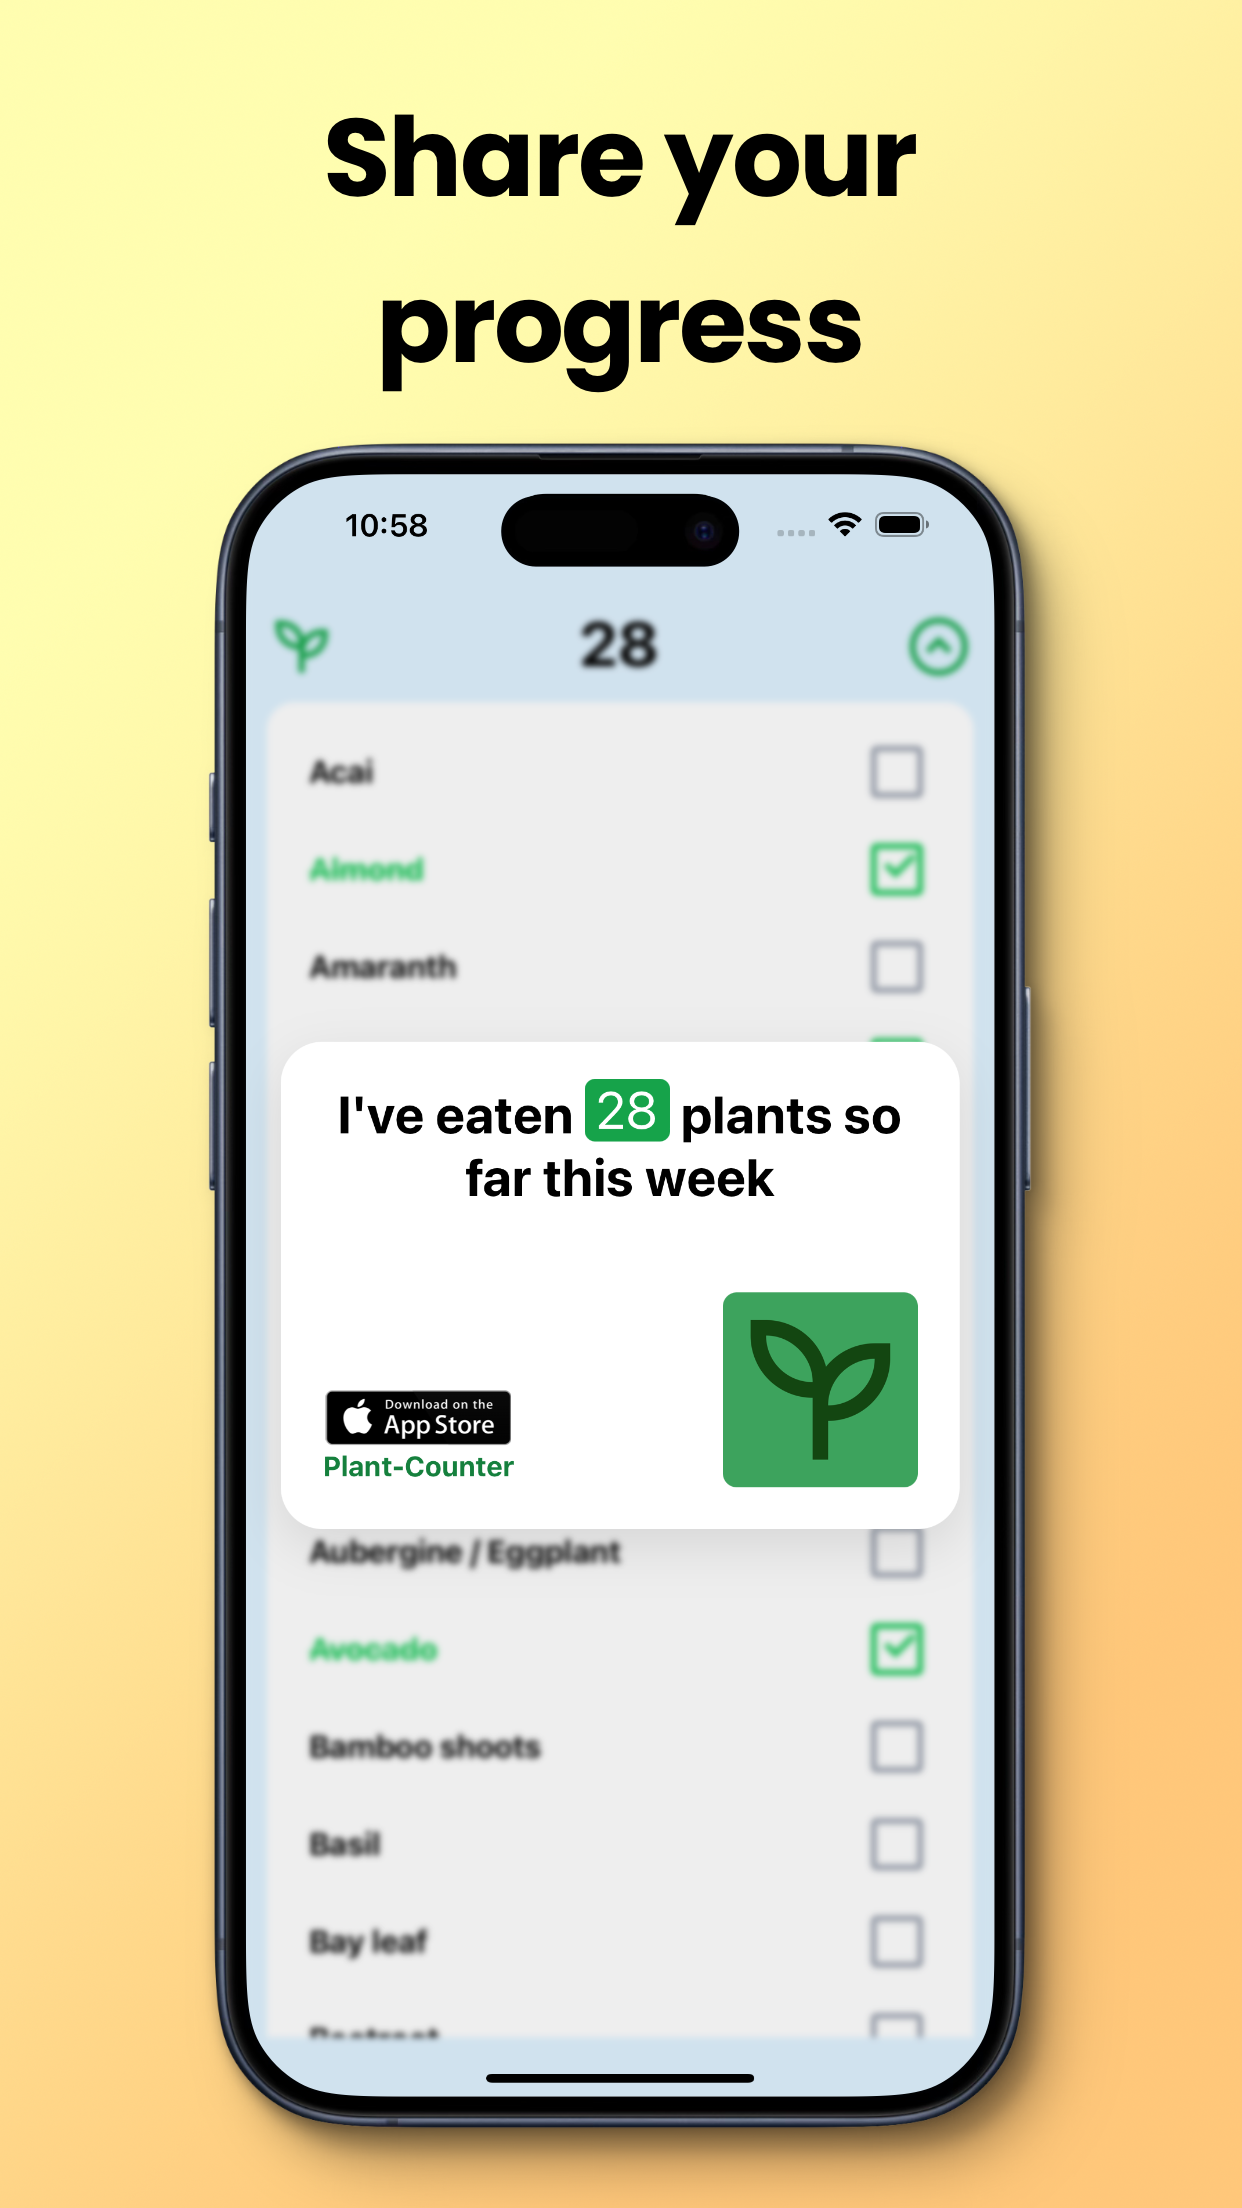 Share your
progress
10:58
28
Acai
Almond
Amaranth
I've eaten 28 plants so
far this week
Download on the
App Store
Plant-Counter
Aubergine / Eggplant
Avocado
Bamboo shoots
Basil
Bay leaf